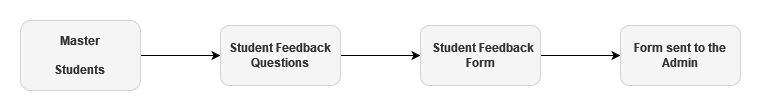 Master
Students
Student Feedback
Questions
Student Feedback
Form
Form sent to the
Admin